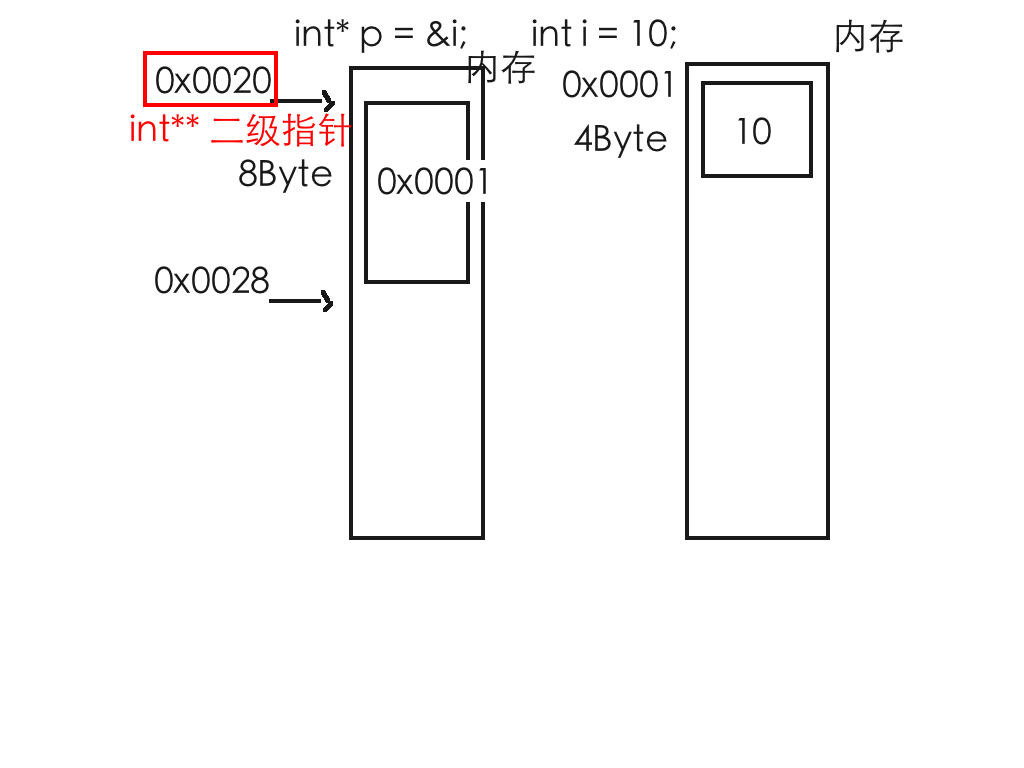 int* p = &i;
int i = 10;
内存
内存
0x0020
int** 二级指针
8Byte
0x0001
0x0028
0x0001
4Byte
10